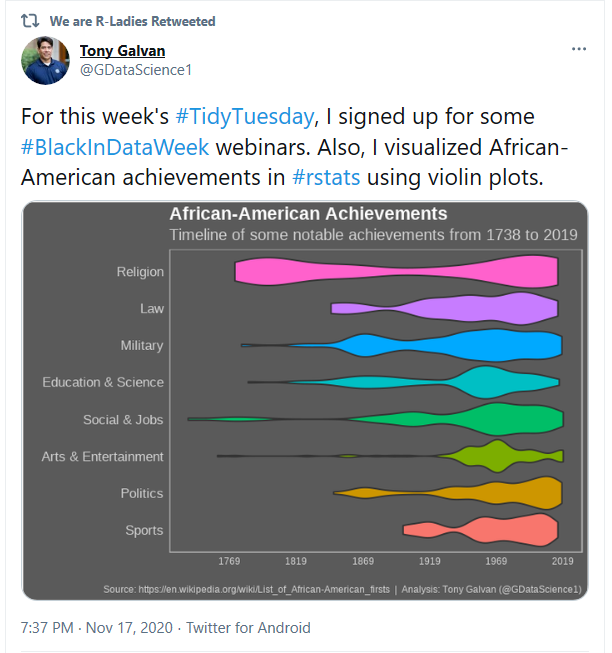 We are R-Ladies Retweeted
Tony Galvan
@GDataScience1
For this week's #TidyTuesday, I signed up for some
#BlackInDataWeek webinars. Also, I visualized African-
American achievements in #rstats using violin plots.
African-American Achievements
Timeline of some notable achievements from 1738 to 2019
Religion
Law
Military
Education & Science
Social & Jobs
Arts & Entertainment
Politics
Sports
1769 1819 1869 1919 1969 2019
Source: https://en.wikipedia.org/wiki/List_of_African-American_firsts | Analysis: Tony Galvan (@GDataScience1)
7:37 PM · Nov 17, 2020 · Twitter for Android